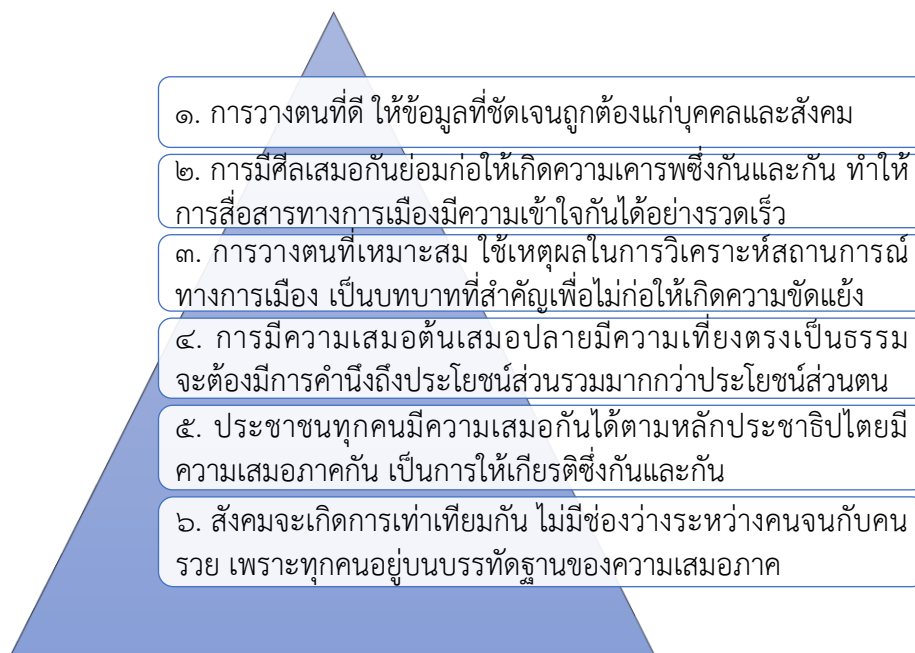 ๑. การวางตนที่ดี ให้ข้อมูลที่ชัดเจนถูกต้องแก่บุคคลและสังคม
๒. การมีศีลเสมอกันย่อมก่อให้เกิดความเคารพซึ่งกันและกัน ทำให้
การสื่อสารทางการเมืองมีความเข้าใจกันได้อย่างรวดเร็ว
๓. การวางตนที่เหมาะสม ใช้เหตุผลในการวิเคราะห์สถานการณ์
ทางการเมือง เป็นบทบาทที่สำคัญเพื่อไม่ก่อให้เกิดความขัดแย้ง
๔. การมีความเสมอต้นเสมอปลายมีความเที่ยงตรงเป็นธรรม
จะต้องมีการคำนึงถึงประโยชน์ส่วนรวมมากกว่าประโยชน์ส่วนตน
๕. ประชาชนทุกคนมีความเสมอกันได้ตามหลักประชาธิปไตยมี
ความเสมอภาคกัน เป็นการให้เกียรติซึ่งกันและกัน
๖. สังคมจะเกิดการเท่าเทียมกัน ไม่มีช่องว่างระหว่างคนจนกับคน
รวย เพราะทุกคนอยู่บนบรรทัดฐานของความเสมอภาค